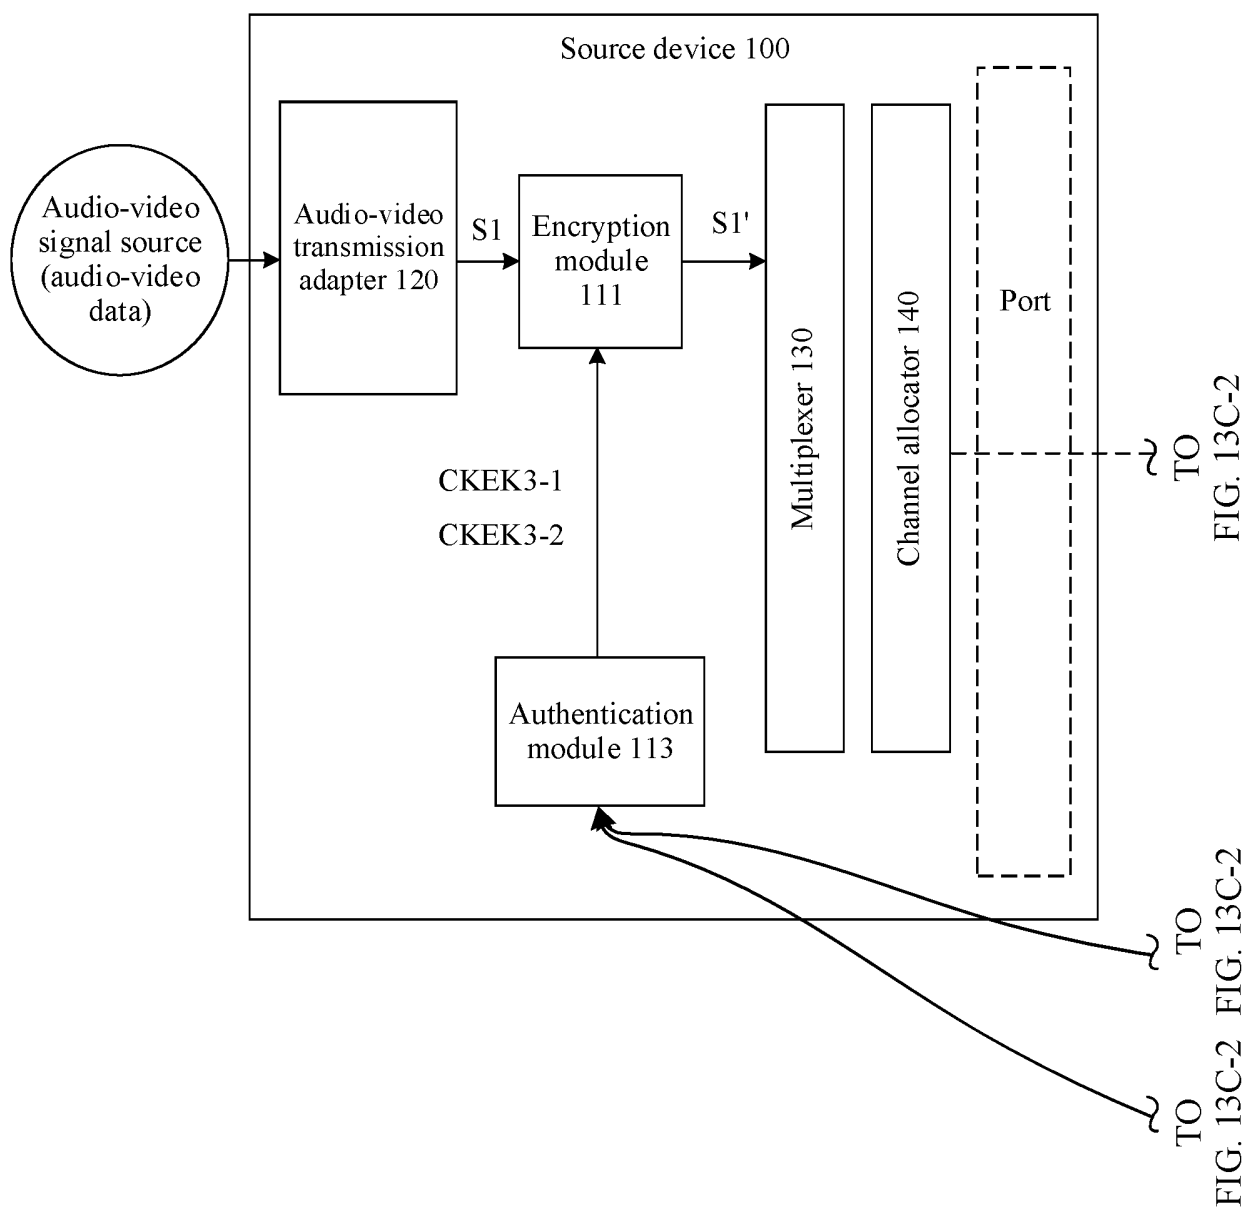 Source device 100
Audio-video
signal source
(audio-video
data)
Audio-video
transmission
adapter 120
S1
Encryption
module
111
S1'
Multiplexer 130
Channel allocator 140
Port
CKEK3-1
CKEK3-2
Authentication
module 113
TO
FIG. 13C-2
TO
FIG. 13C-2
TO
FIG. 13C-2